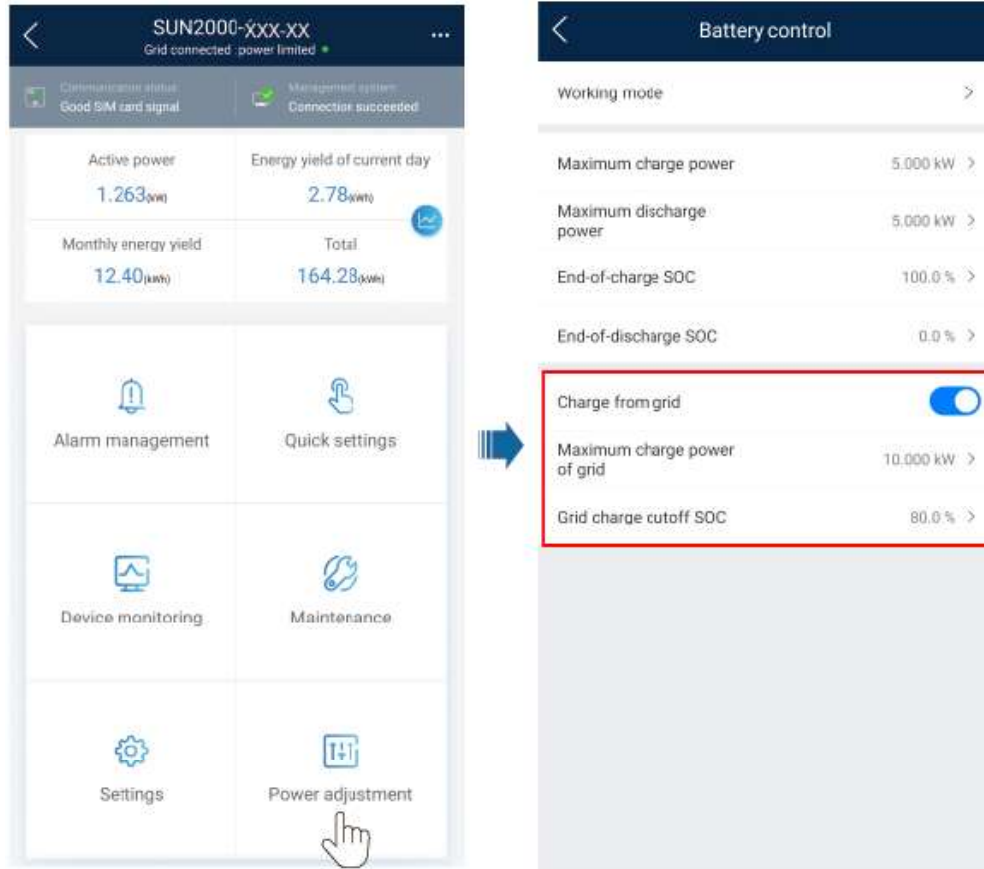 SUN2000-XXX-XX
Grid connected :power limited
Communication status
Good SIM card signal
Management system
Connection succeeded
Active power
1.263(kW)
Energy yield of current day
2.78(kWh)
Monthly energy yield
12.40(kWh)
Total
164.28(kWh)
Alarm management
Quick settings
Device monitoring
Maintenance
Settings
Power adjustment
Battery control
Working mode
Maximum charge power
5.000 kW
Maximum discharge
power
5.000 kW
End-of-charge SOC
100.0 %
End-of-discharge SOC
0.0 %
Charge from grid
Maximum charge power
of grid
10.000 kW
Grid charge cutoff SOC
80.0 %